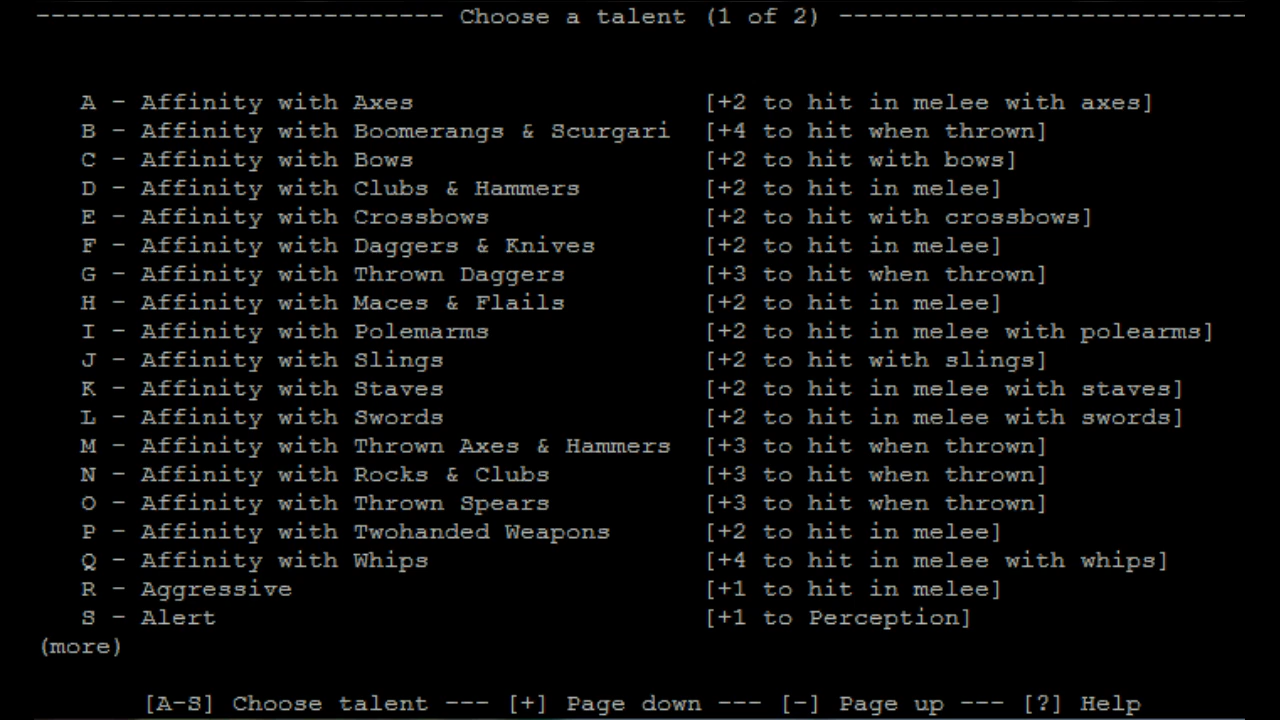 --------------------------- Choose a talent (1 of 2) ---------------------------
A - Affinity with Axes [+2 to hit in melee with axes]
B - Affinity with Boomerangs & Scurgari [+4 to hit when thrown]
C - Affinity with Bows [+2 to hit with bows]
D - Affinity with Clubs & Hammers [+2 to hit in melee]
E - Affinity with Crossbows [+2 to hit with crossbows]
F - Affinity with Daggers & Knives [+2 to hit in melee]
G - Affinity with Thrown Daggers [+3 to hit when thrown]
H - Affinity with Maces & Flails [+2 to hit in melee]
I - Affinity with Polemarms [+2 to hit in melee with polearms]
J - Affinity with Slings [+2 to hit with slings]
K - Affinity with Staves [+2 to hit in melee with staves]
L - Affinity with Swords [+2 to hit in melee with swords]
M - Affinity with Thrown Axes & Hammers [+3 to hit when thrown]
N - Affinity with Rocks & Clubs [+3 to hit when thrown]
O - Affinity with Thrown Spears [+3 to hit when thrown]
P - Affinity with Twohanded Weapons [+2 to hit in melee]
Q - Affinity with Whips [+4 to hit in melee with whips]
R - Aggressive [+1 to hit in melee]
S - Alert [+1 to Perception]
(more)
[A-S] Choose talent --- [+] Page down --- [-] Page up --- [?] Help